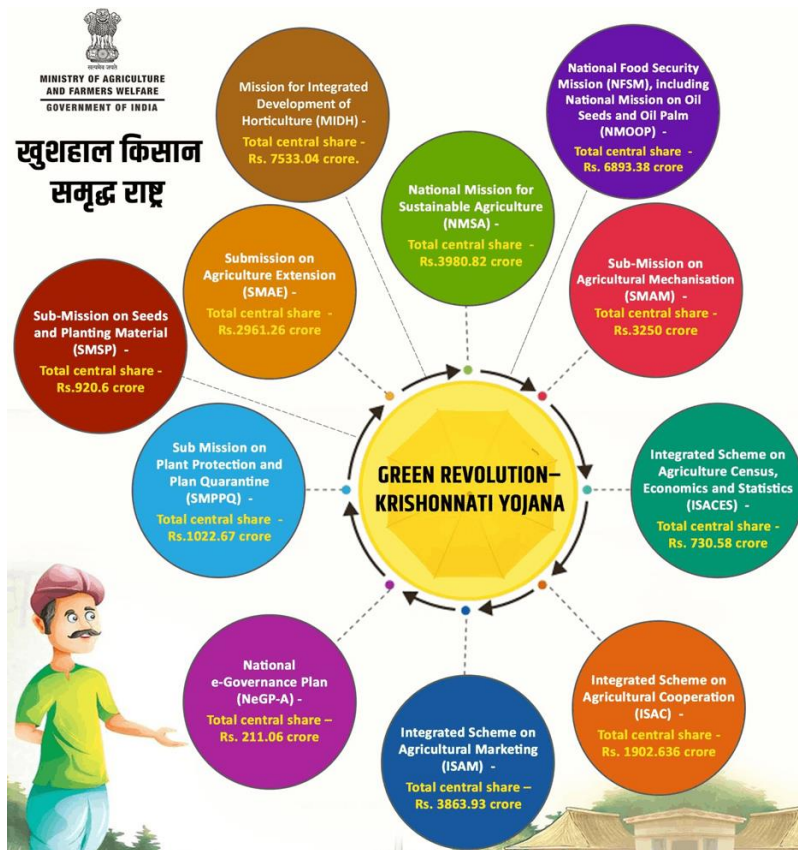 सत्यमेव जयते
MINISTRY OF AGRICULTURE
AND FARMERS WELFARE
GOVERNMENT OF INDIA
खुशहाल किसान
समृद्ध राष्ट्र
Mission for Integrated
Development of
Horticulture (MIDH) -
Total central share -
Rs. 7533.04 crore.
National Food Security
Mission (NFSM), including
National Mission on Oil
Seeds and Oil Palm
(NMOOP) -
Total central share -
Rs. 6893.38 crore
National Mission for
Sustainable Agriculture
(NMSA) -
Total central share -
Rs.3980.82 crore
Submission on
Agriculture Extension
(SMAE) -
Total central share -
Rs.2961.26 crore
Sub-Mission on
Agricultural Mechanisation
(SMAM) -
Total central share -
Rs.3250 crore
Sub-Mission on Seeds
and Planting Material
(SMSP) -
Total central share -
Rs.920.6 crore
Sub Mission on
Plant Protection and
Plan Quarantine
(SMPPQ) -
Total central share -
Rs.1022.67 crore
GREEN REVOLUTION–
KRISHONNATI YOJANA
Integrated Scheme on
Agriculture Census,
Economics and Statistics
(ISACES) -
Total central share -
Rs. 730.58 crore
National
e-Governance Plan
(NeGP-A) -
Total central share –
Rs. 211.06 crore
Integrated Scheme on
Agricultural Marketing
(ISAM) -
Total central share –
Rs. 3863.93 crore
Integrated Scheme on
Agricultural Cooperation
(ISAC) -
Total central share -
Rs. 1902.636 crore